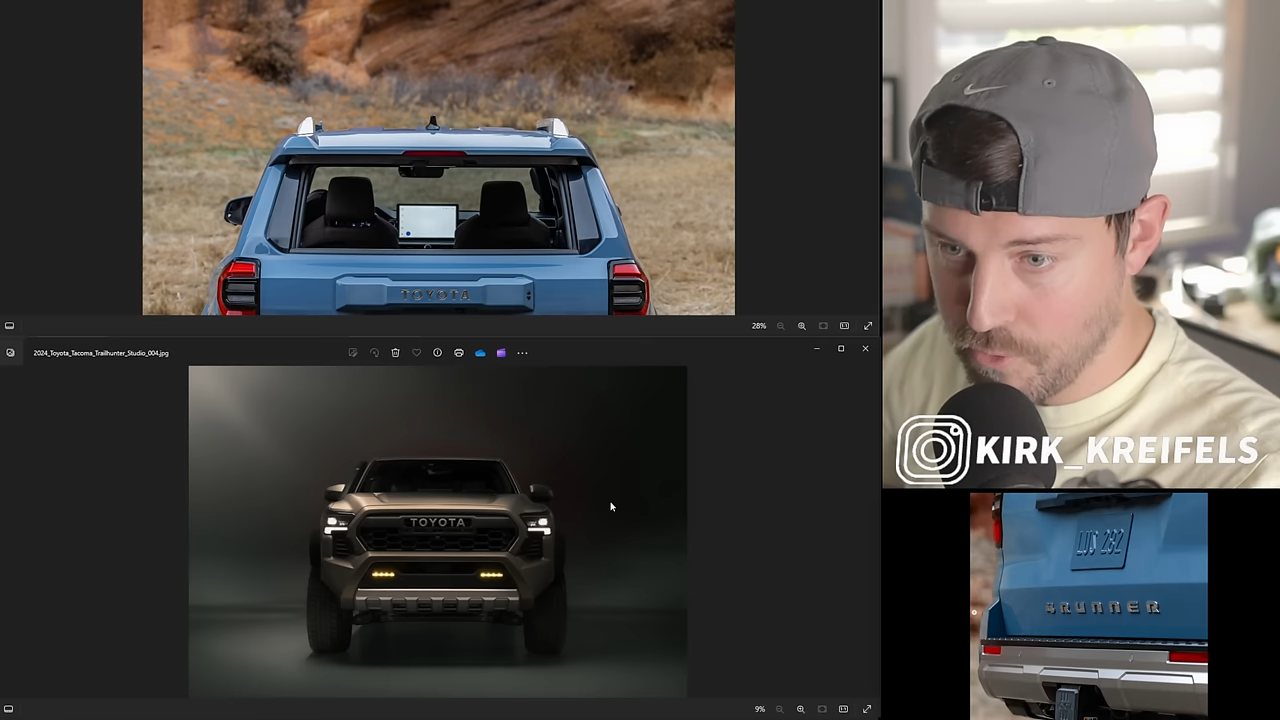 TOYOTA
28%
2024_Toyota_Tacoma_Trailhunter_Studio_004.jpg
TOYOTA
9%
KIRK_KREIFELS
4RUNNER